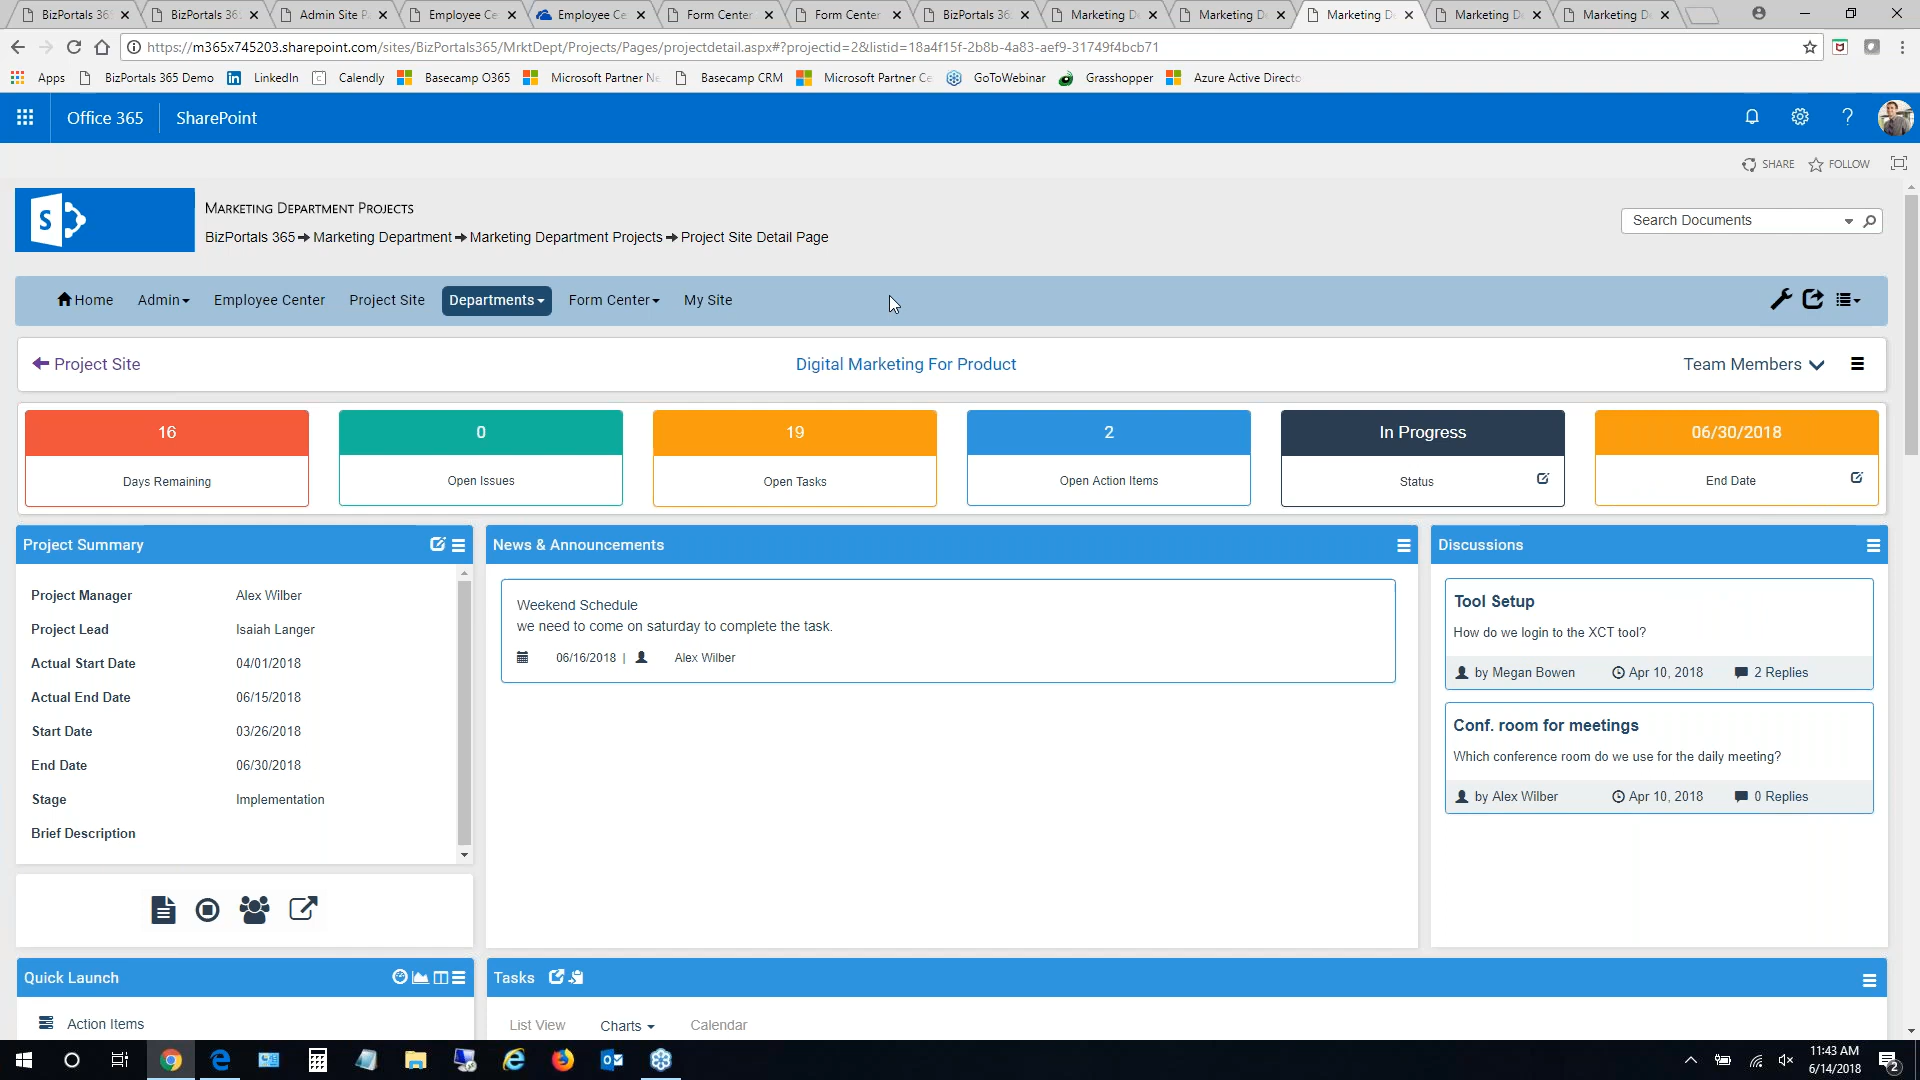 BizPortals 36
BizPortals 36
Admin Site P
Employee Ce
Employee Ce
Form Center
Form Center
BizPortals 36
Marketing D
Marketing D
Marketing D
Marketing D
Marketing D
https://m365x745203.sharepoint.com/sites/BizPortals365/MrktDept/Projects/Pages/projectdetail.aspx#?projectid=2&listid=18a4f15f-2b8b-4a83-aef9-31749f4bcb71
Apps BizPortals 365 Demo LinkedIn Calendly Basecamp O365 Microsoft Partner Ne Basecamp CRM Microsoft Partner Ce GoToWebinar Grasshopper Azure Active Directo
Office 365 SharePoint
SHARE FOLLOW
S
Marketing Department Projects
BizPortals 365 Marketing Department Marketing Department Projects Project Site Detail Page
Search Documents
Home Admin Employee Center Project Site Departments Form Center My Site
Project Site
Digital Marketing For Product
Team Members
16
Days Remaining
0
Open Issues
19
Open Tasks
2
Open Action Items
In Progress
Status
06/30/2018
End Date
Project Summary
Project Manager Alex Wilber
Project Lead Isaiah Langer
Actual Start Date 04/01/2018
Actual End Date 06/15/2018
Start Date 03/26/2018
End Date 06/30/2018
Stage Implementation
Brief Description
News & Announcements
Weekend Schedule
we need to come on saturday to complete the task.
06/16/2018 | Alex Wilber
Discussions
Tool Setup
How do we login to the XCT tool?
by Megan Bowen Apr 10, 2018 2 Replies
Conf. room for meetings
Which conference room do we use for the daily meeting?
by Alex Wilber Apr 10, 2018 0 Replies
Quick Launch
Action Items
Tasks
List View Charts Calendar
11:43 AM
6/14/2018
2